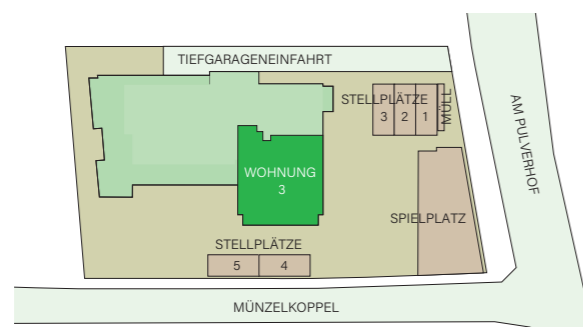 TIEFGARAGENEINFAHRT
STELLPLÄTZE
3 2 1
MÜLL
AM PULVERHOF
WOHNUNG
3
SPIELPLATZ
STELLPLÄTZE
5 4
MÜNZELKOPPEL